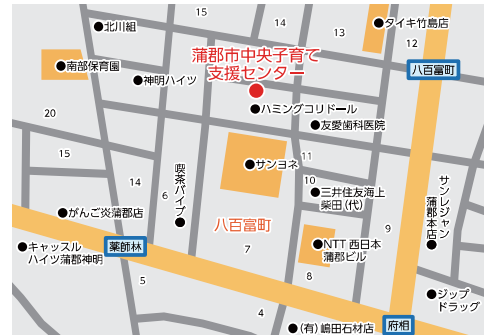 15
14
タイキ竹島店
北川組
13
12
蒲郡市中央子育て
支援センター
八百富町
南部保育園
神明ハイツ
ハミングコリドール
20
友愛歯科医院
15
11
サンヨネ
喫茶パイプ
14
6
10
三井住友海上
柴田(代)
サンレジャン
蒲郡本店
がんご炎蒲郡店
八百富町
9
キャッスル
ハイツ蒲郡神明
薬師林
7
NTT 西日本
蒲郡ビル
5
8
ジップ
ドラッグ
4
(有)嶋田石材店
府相